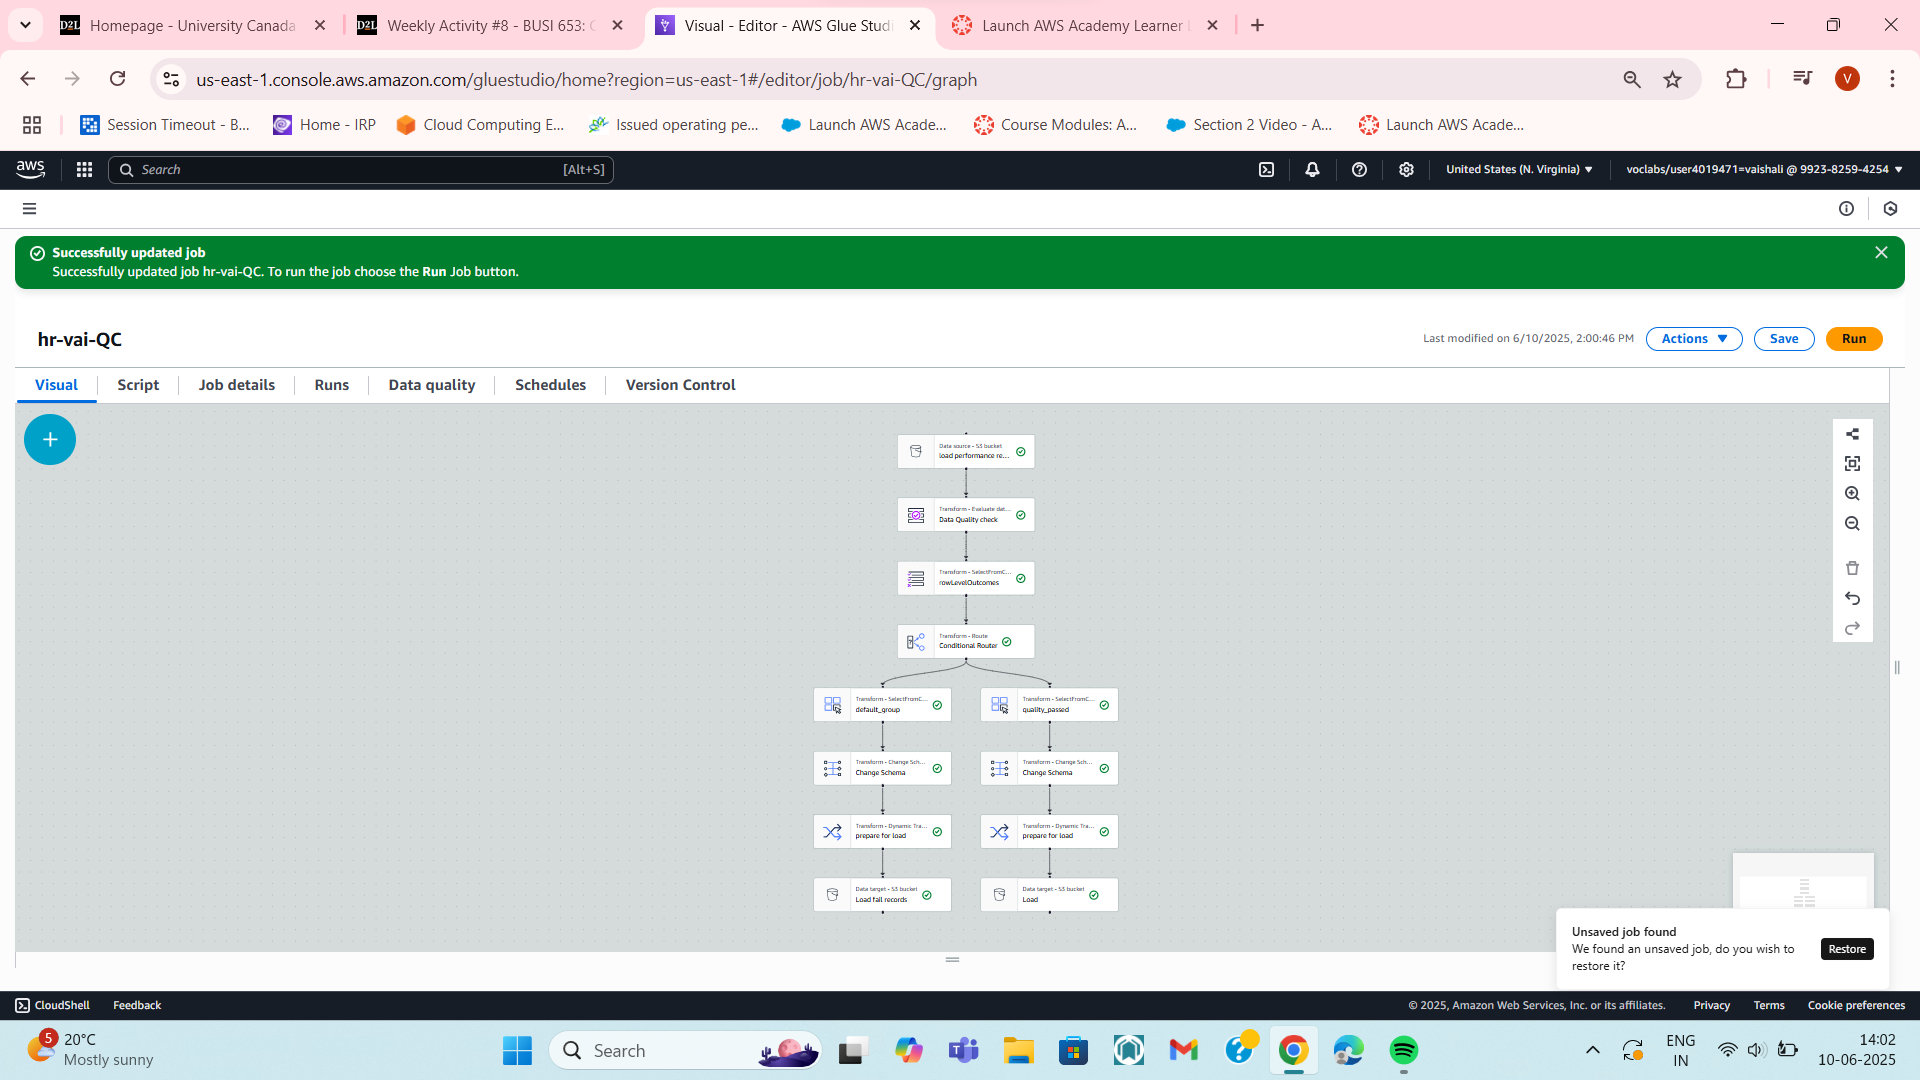 Homepage - University Canada
Weekly Activity #8 - BUSI 653: C
Visual - Editor - AWS Glue Studi
Launch AWS Academy Learner L
us-east-1.console.aws.amazon.com/gluestudio/home?region=us-east-1#/editor/job/hr-vai-QC/graph
V
Session Timeout - B...
Home - IRP
Cloud Computing E...
Issued operating pe...
Launch AWS Acade...
Course Modules: A...
Section 2 Video - A...
Launch AWS Acade...
aws
Search
[Alt+S]
United States (N. Virginia)
voclabs/user4019471=vaishali @ 9923-8259-4254
Successfully updated job
Successfully updated job hr-vai-QC. To run the job choose the Run Job button.
hr-vai-QC
Last modified on 6/10/2025, 2:00:46 PM
Actions
Save
Run
Visual
Script
Job details
Runs
Data quality
Schedules
Version Control
Data source - S3 bucket
load performance re...
Transform - Evaluate dat...
Data Quality check
Transform - SelectFromC...
rowLevelOutcomes
Transform - Route
Conditional Router
Transform - SelectFromC...
default_group
Transform - SelectFromC...
quality_passed
Transform - Change Sch...
Change Schema
Transform - Change Sch...
Change Schema
Transform - Dynamic Tra...
prepare for load
Transform - Dynamic Tra...
prepare for load
Data target - S3 bucket
Load fail records
Data target - S3 bucket
Load
Unsaved job found
We found an unsaved job, do you wish to
restore it?
Restore
CloudShell
Feedback
© 2025, Amazon Web Services, Inc. or its affiliates.
Privacy
Terms
Cookie preferences
5
20°C
Mostly sunny
Search
ENG
IN
14:02
10-06-2025